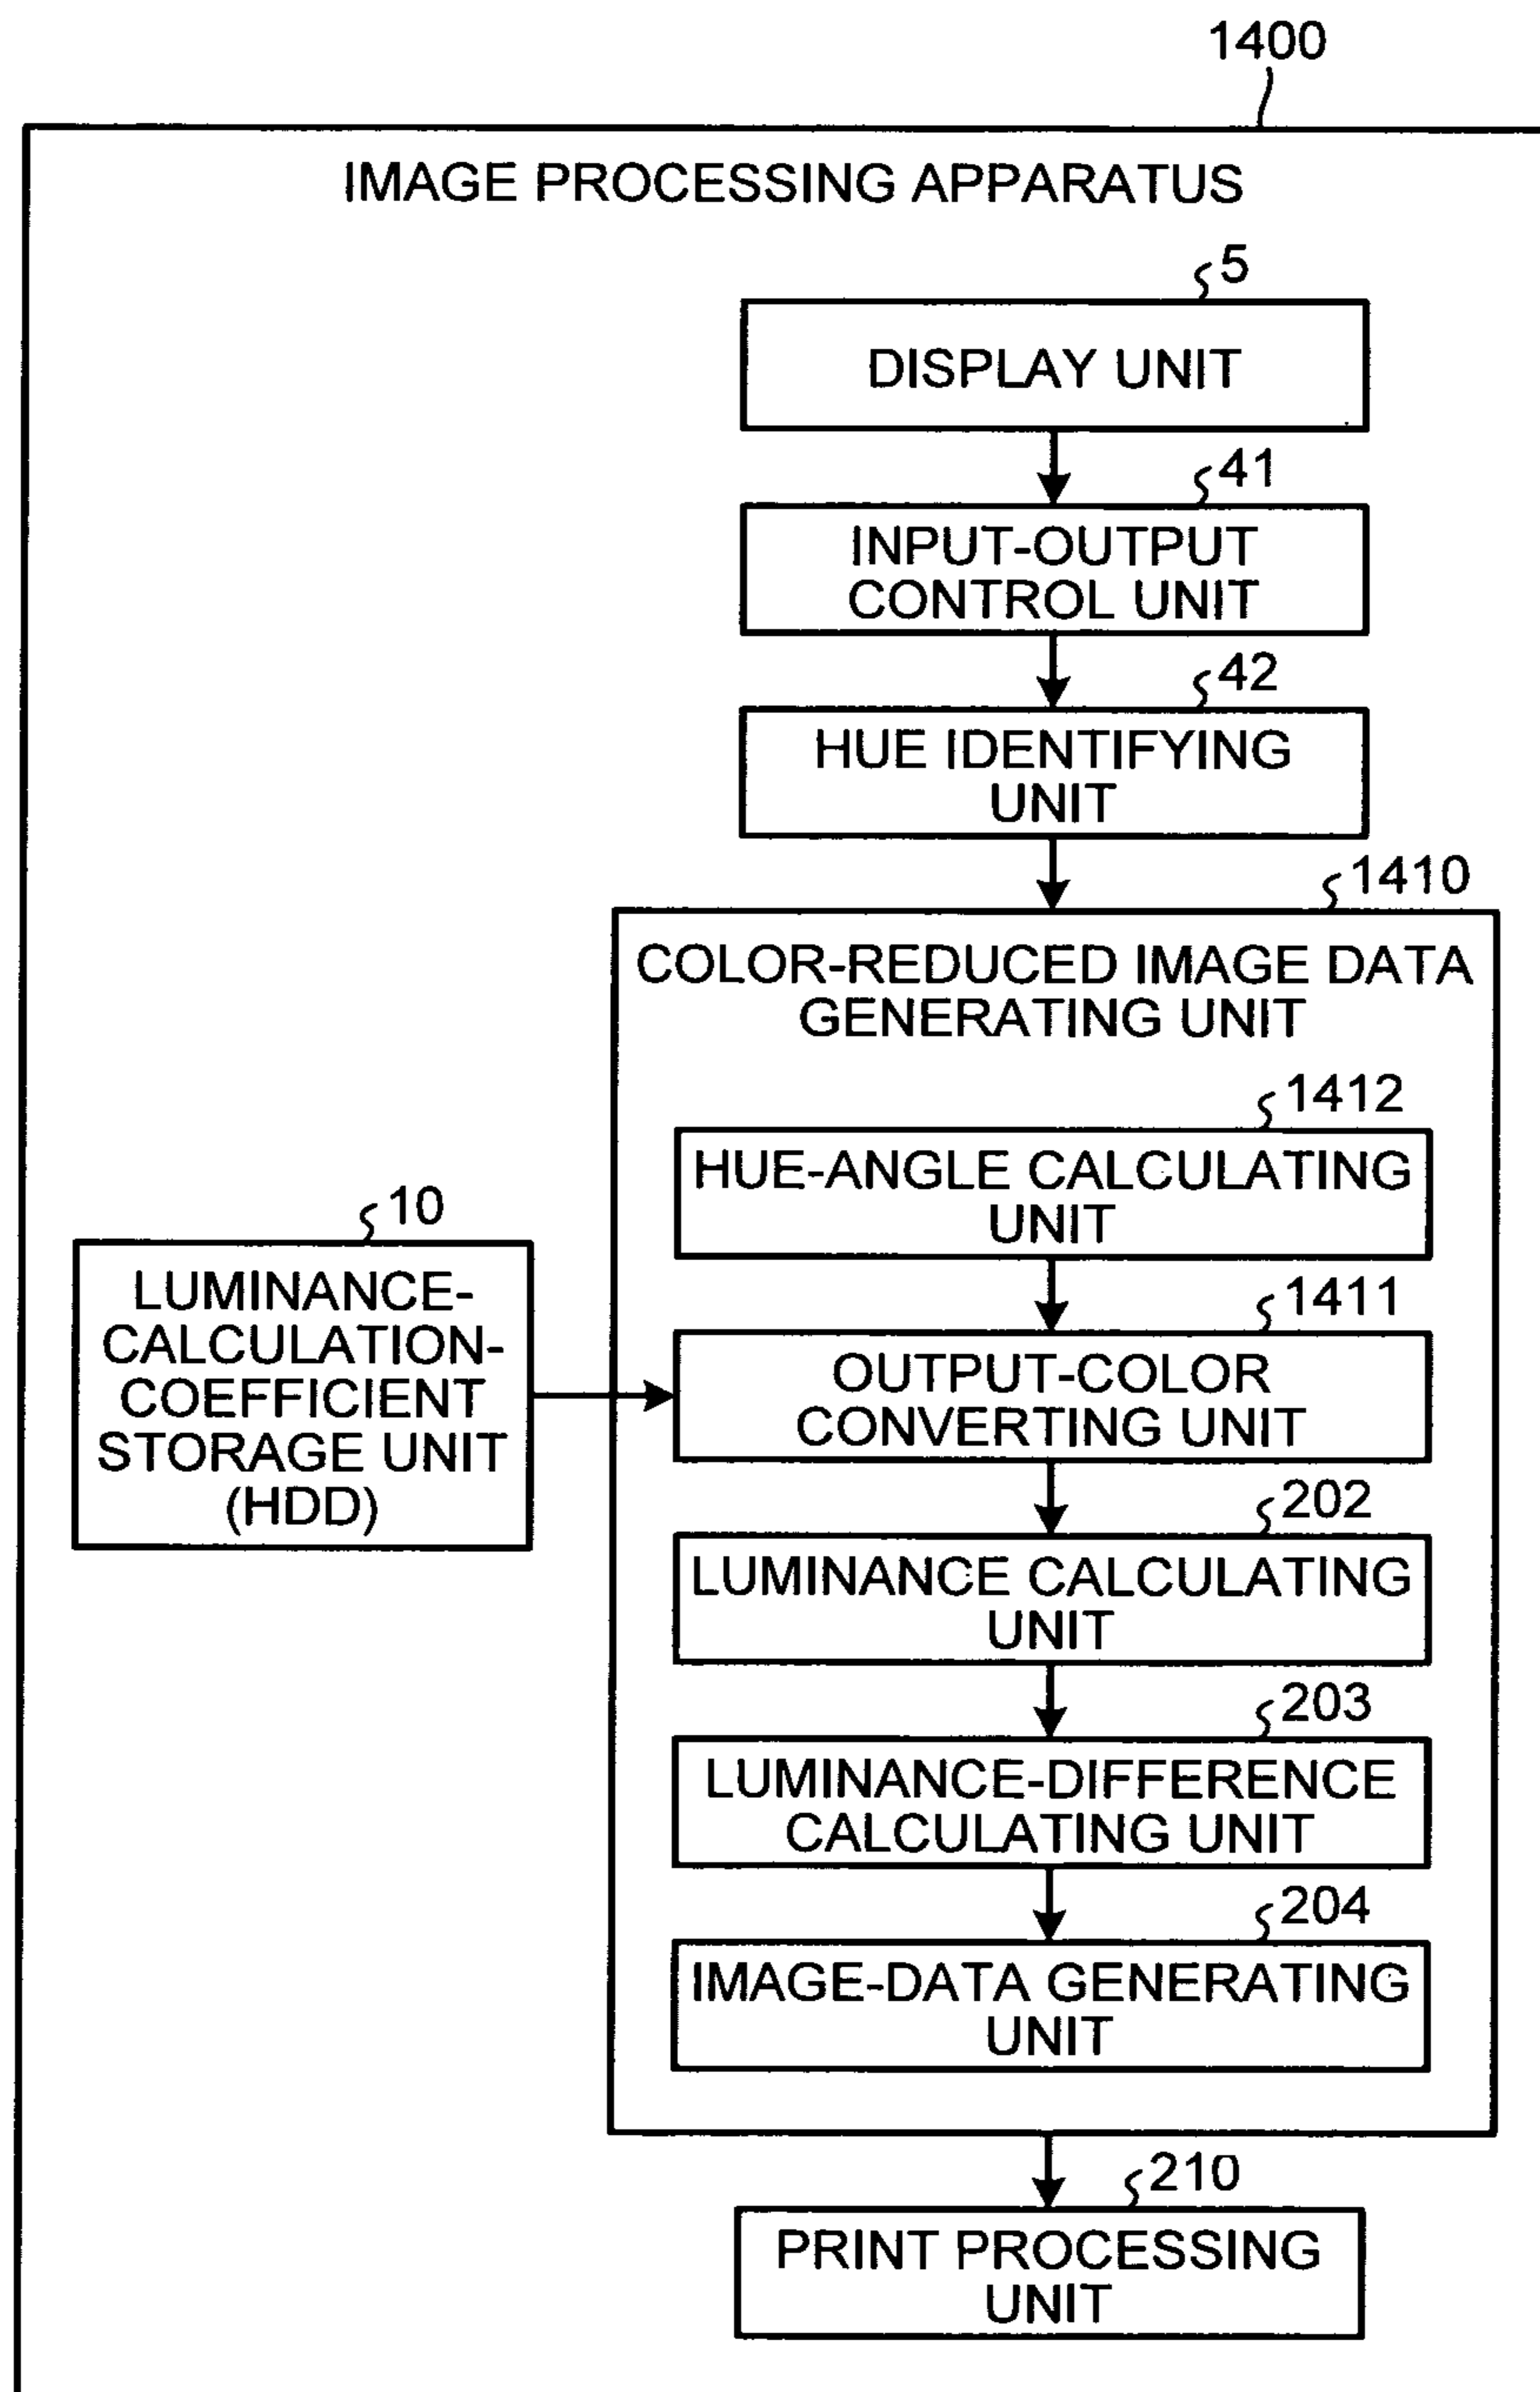 1400
IMAGE PROCESSING APPARATUS
5
DISPLAY UNIT
41
INPUT-OUTPUT
CONTROL UNIT
42
HUE IDENTIFYING
UNIT
1410
COLOR-REDUCED IMAGE DATA
GENERATING UNIT
1412
HUE-ANGLE CALCULATING
UNIT
10
LUMINANCE-
CALCULATION-
COEFFICIENT
STORAGE UNIT
(HDD)
1411
OUTPUT-COLOR
CONVERTING UNIT
202
LUMINANCE CALCULATING
UNIT
203
LUMINANCE-DIFFERENCE
CALCULATING UNIT
204
IMAGE-DATA GENERATING
UNIT
210
PRINT PROCESSING
UNIT